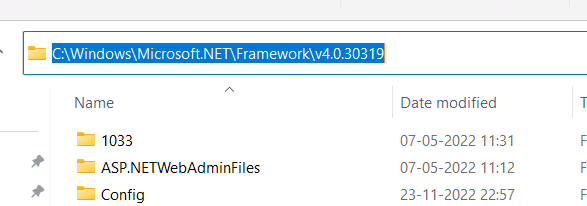 C:\Windows\Microsoft.NET\Framework\v4.0.30319
Name Date modified T
1033 07-05-2022 11:31 F
ASP.NETWebAdminFiles 07-05-2022 11:12 F
Config 23-11-2022 22:57 F